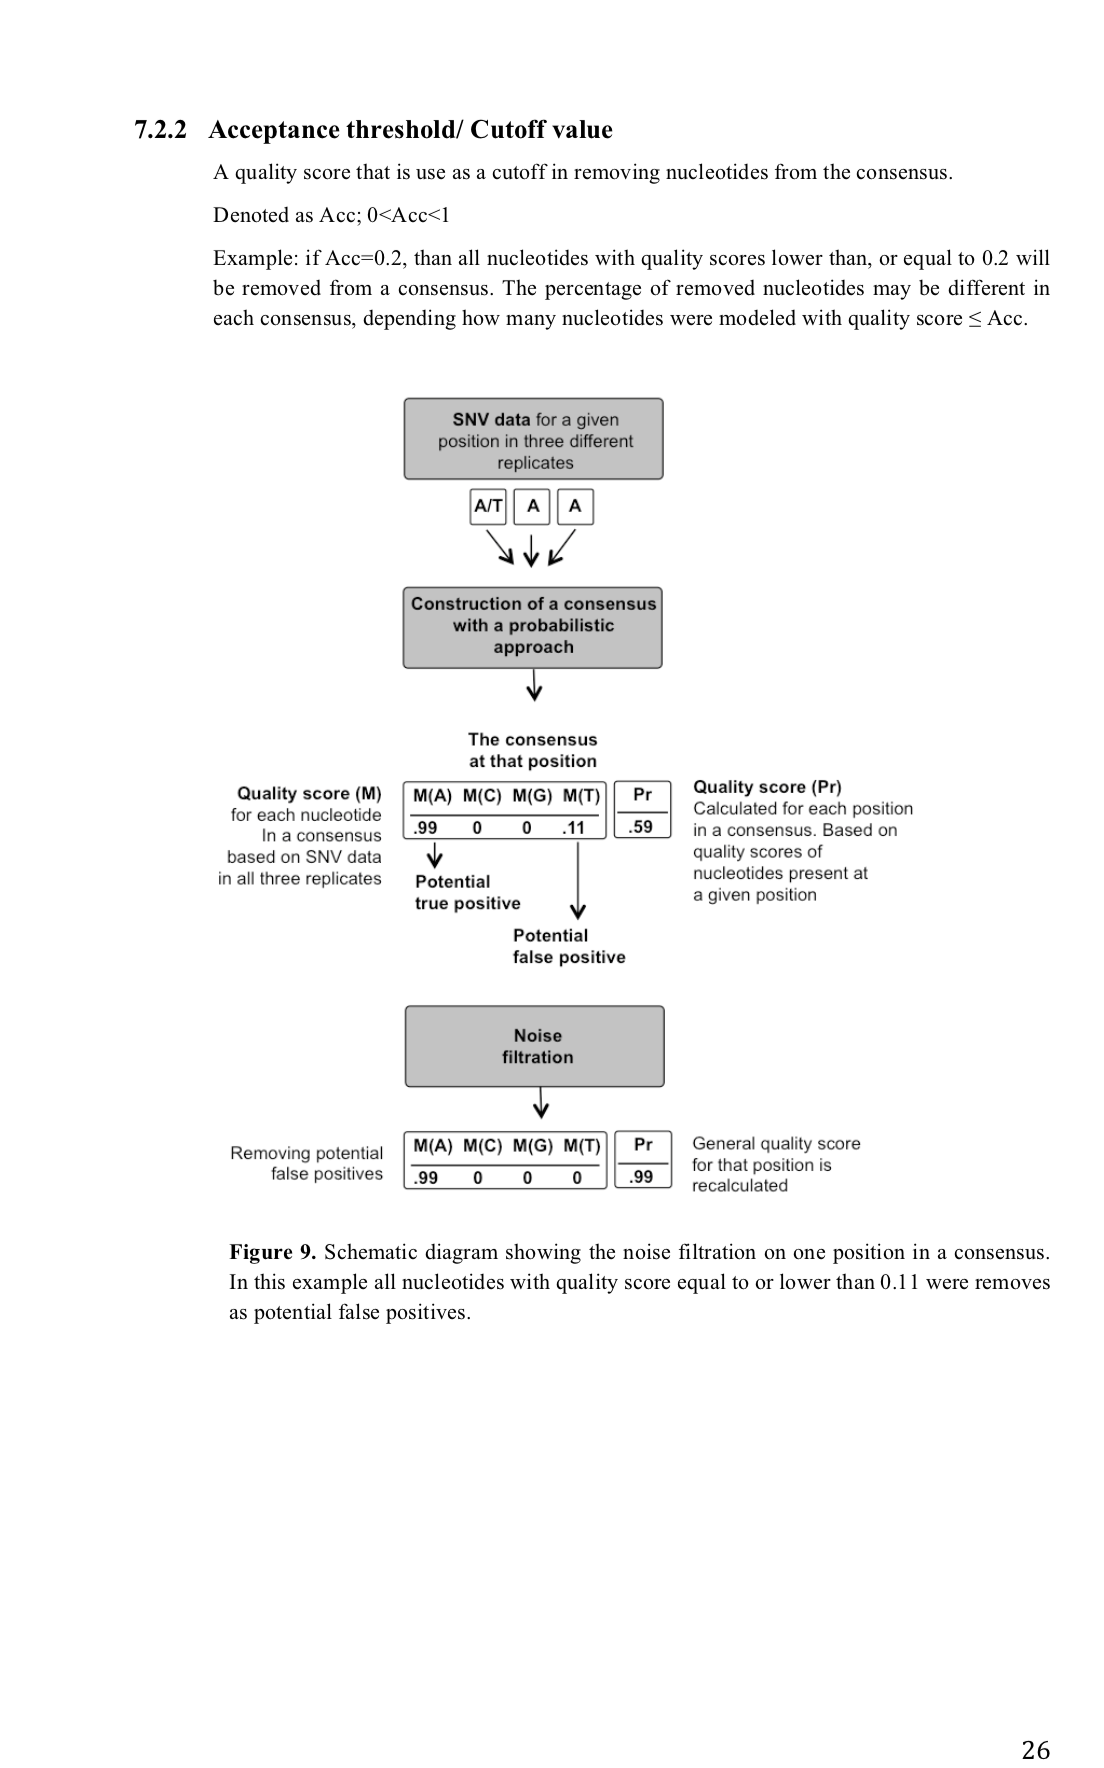 7.2.2 Acceptance threshold/ Cutoff value
A quality score that is use as a cutoff in removing nucleotides from the consensus.
Denoted as Acc; 0<Acc<1
Example: if Acc=0.2, than all nucleotides with quality scores lower than, or equal to 0.2 will
be removed from a consensus. The percentage of removed nucleotides may be different in
each consensus, depending how many nucleotides were modeled with quality score ≤ Acc.
SNV data for a given
position in three different
replicates
A/T A A
Construction of a consensus
with a probabilistic
approach
The consensus
at that position
Quality score (M)
for each nucleotide
In a consensus
based on SNV data
in all three replicates
M(A) M(C) M(G) M(T)
.99 0 0 .11
Pr
.59
Quality score (Pr)
Calculated for each position
in a consensus. Based on
quality scores of
nucleotides present at
a given position
Potential
true positive
Potential
false positive
Noise
filtration
Removing potential
false positives
M(A) M(C) M(G) M(T)
.99 0 0 0
Pr
.99
General quality score
for that position is
recalculated
Figure 9. Schematic diagram showing the noise filtration on one position in a consensus.
In this example all nucleotides with quality score equal to or lower than 0.11 were removes
as potential false positives.
26